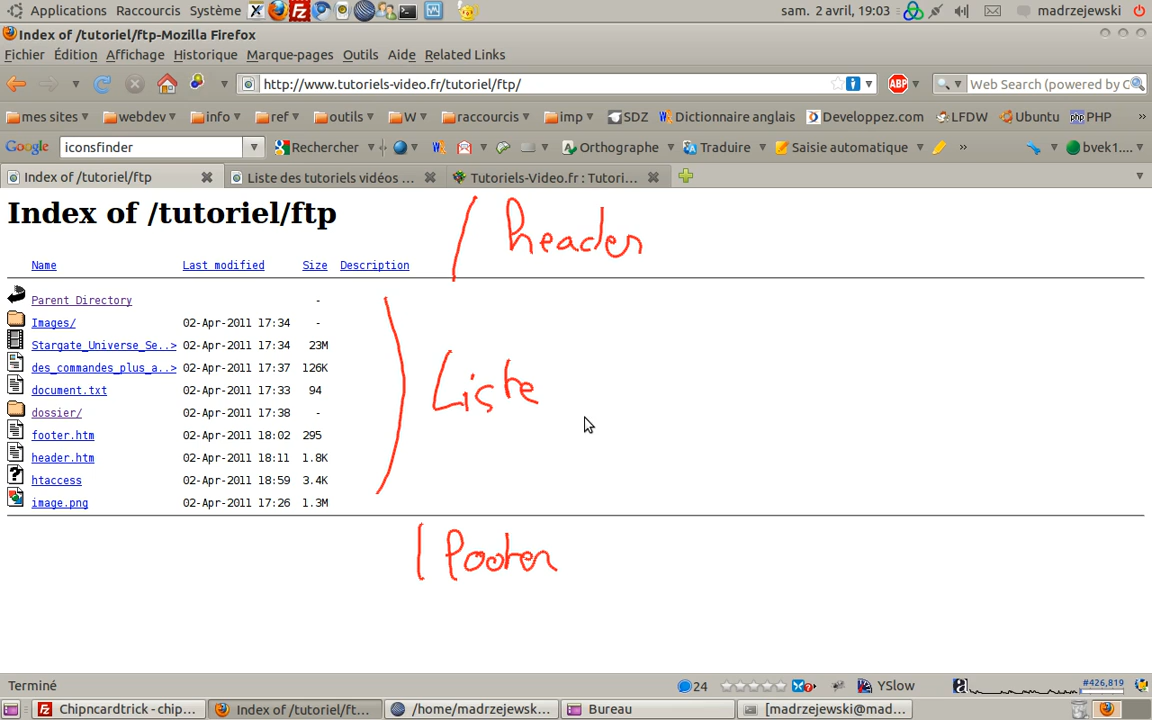 Applications Raccourcis Système sam. 2 avril, 19:03 madrzejewski
Index of /tutoriel/ftp-Mozilla Firefox
Fichier Édition Affichage Historique Marque-pages Outils Aide Related Links
http://www.tutoriels-video.fr/tutoriel/ftp/ ABP Web Search (powered by C
mes sites webdev info ref outils W raccourcis imp SDZ Dictionnaire anglais Developpez.com LFDW Ubuntu php PHP »
Google iconsfinder Rechercher Orthographe Traduire Saisie automatique » bvek1....
Index of /tutoriel/ftp Liste des tutoriels vidéos ... Tutoriels-Video.fr : Tutori...
Index of /tutoriel/ftp
header
Name Last modified Size Description
Parent Directory -
Images/ 02-Apr-2011 17:34 -
Stargate_Universe_Se..> 02-Apr-2011 17:34 23M
des_commandes_plus_a..> 02-Apr-2011 17:37 126K
Liste
document.txt 02-Apr-2011 17:33 94
dossier/ 02-Apr-2011 17:38 -
footer.htm 02-Apr-2011 18:02 295
header.htm 02-Apr-2011 18:11 1.8K
htaccess 02-Apr-2011 18:59 3.4K
image.png 02-Apr-2011 17:26 1.3M
footer
Terminé 24 YSlow #426,819
Chipncardtrick - chip... Index of /tutoriel/ft... /home/madrzejewsk... Bureau [madrzejewski@mad...